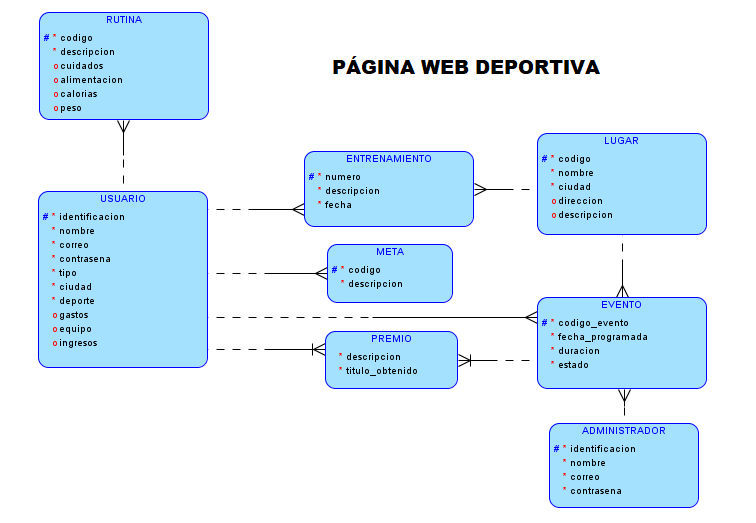 PÁGINA WEB DEPORTIVA
RUTINA
# * codigo
* descripcion
o cuidados
o alimentacion
o calorias
o peso
USUARIO
# * identificacion
* nombre
* correo
* contrasena
* tipo
* ciudad
* deporte
o gastos
o equipo
o ingresos
ENTRENAMIENTO
# * numero
* descripcion
* fecha
META
# * codigo
* descripcion
PREMIO
* descripcion
* titulo_obtenido
LUGAR
# * codigo
* nombre
* ciudad
o direccion
o descripcion
EVENTO
# * codigo_evento
* fecha_programada
* duracion
* estado
ADMINISTRADOR
# * identificacion
* nombre
* correo
* contrasena